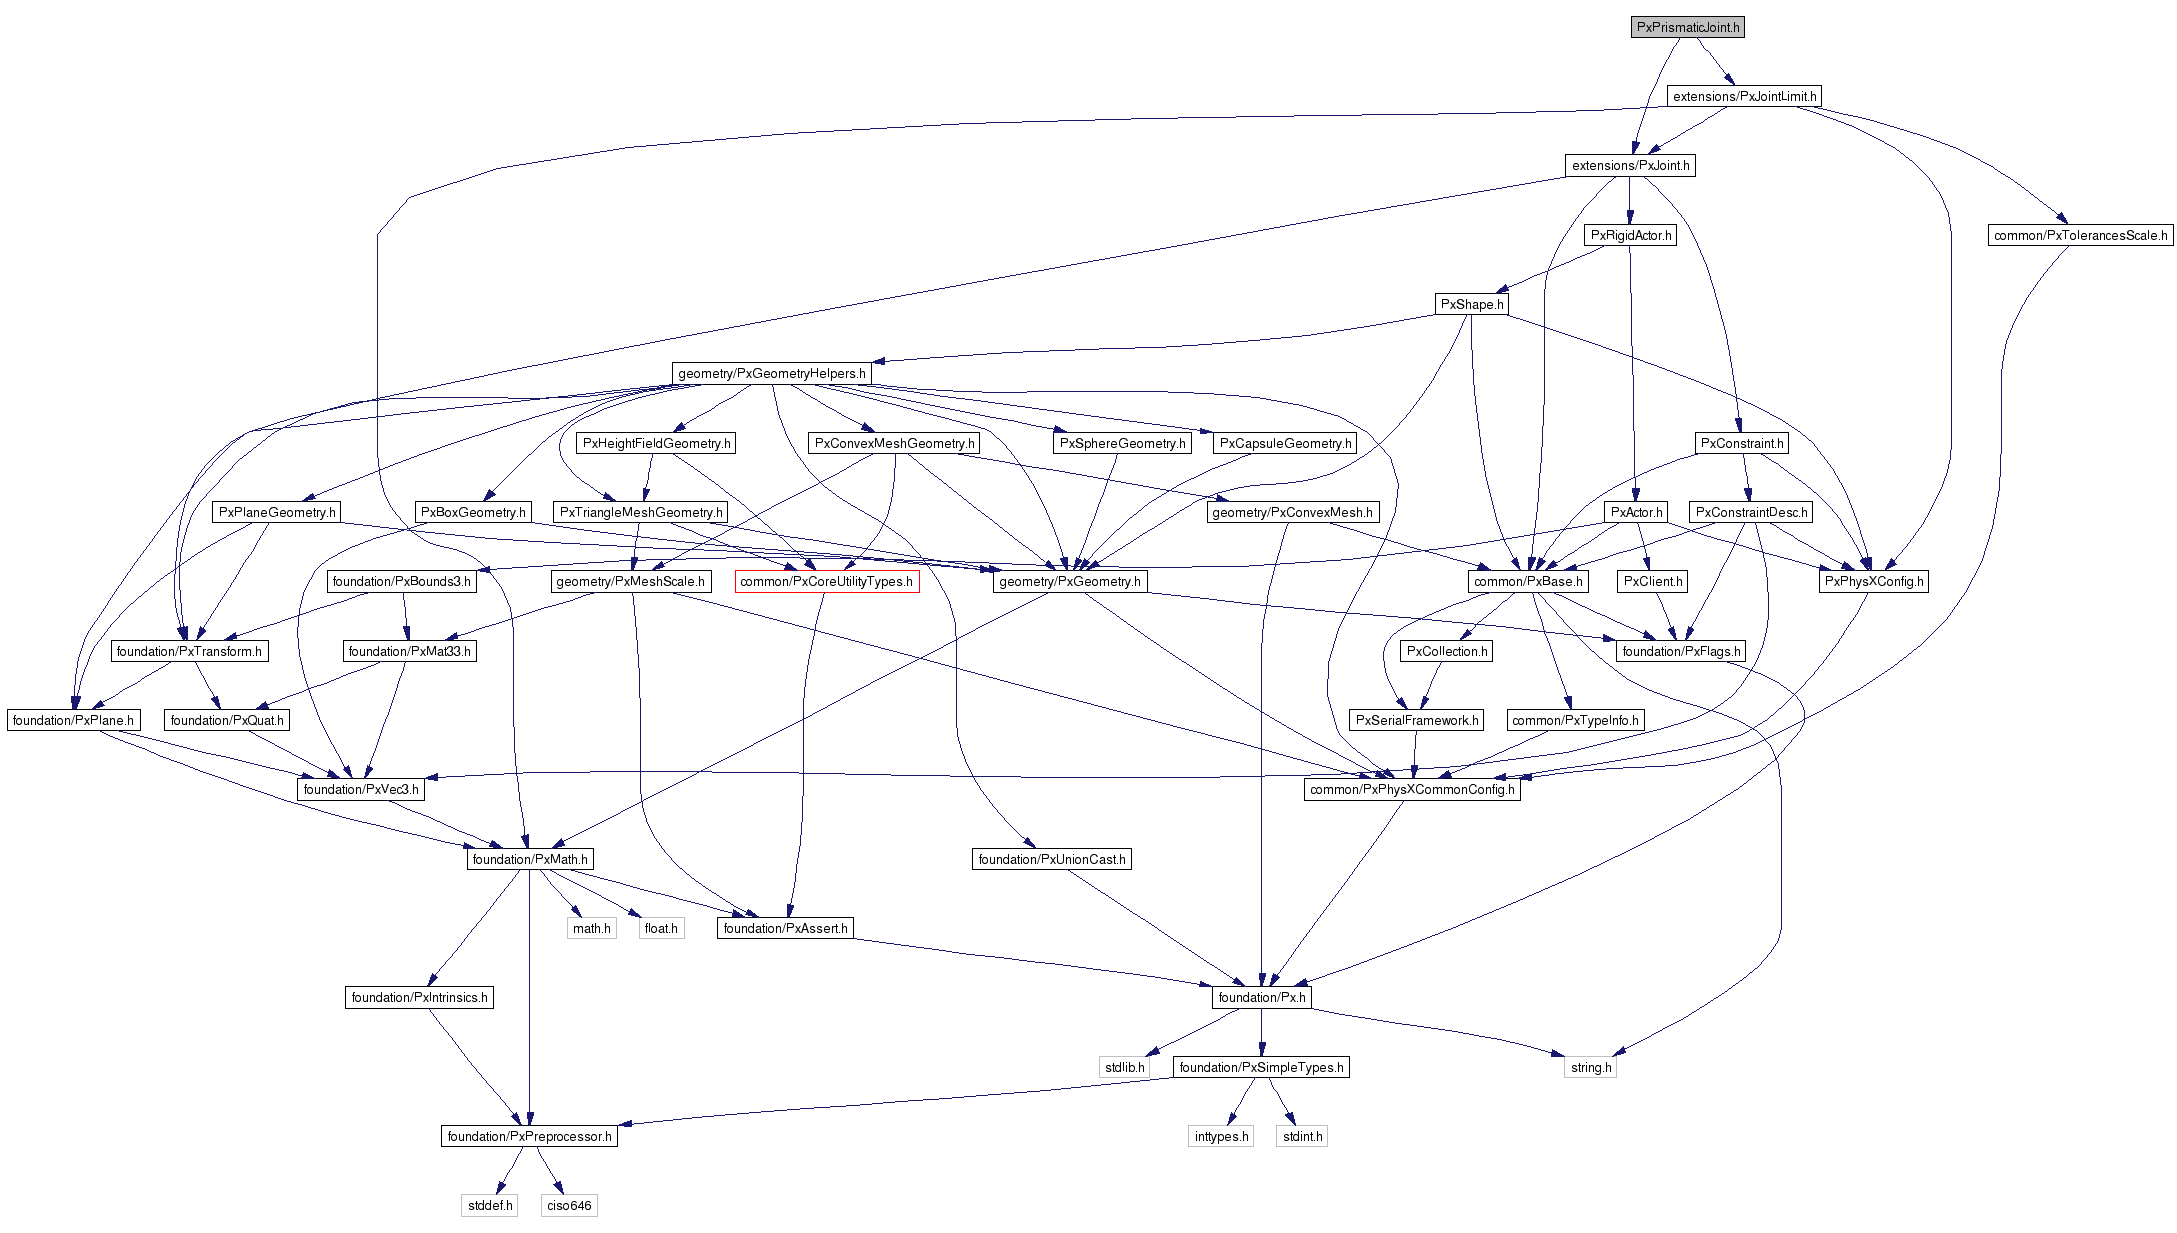 PxPrismaticJoint.h
extensions/PxJointLimit.h
extensions/PxJoint.h
PxRigidActor.h
common/PxTolerancesScale.h
PxShape.h
geometry/PxGeometryHelpers.h
PxHeightFieldGeometry.h
PxConvexMeshGeometry.h
PxSphereGeometry.h
PxCapsuleGeometry.h
PxConstraint.h
PxPlaneGeometry.h
PxBoxGeometry.h
PxTriangleMeshGeometry.h
geometry/PxConvexMesh.h
PxActor.h
PxConstraintDesc.h
foundation/PxBounds3.h
geometry/PxMeshScale.h
common/PxCoreUtilityTypes.h
geometry/PxGeometry.h
common/PxBase.h
PxClient.h
PxPhysXConfig.h
foundation/PxTransform.h
foundation/PxMat33.h
PxCollection.h
foundation/PxFlags.h
foundation/PxPlane.h
foundation/PxQuat.h
PxSerialFramework.h
common/PxTypeInfo.h
foundation/PxVec3.h
common/PxPhysXCommonConfig.h
foundation/PxMath.h
foundation/PxUnionCast.h
math.h
float.h
foundation/PxAssert.h
foundation/PxIntrinsics.h
foundation/Px.h
stdlib.h
foundation/PxSimpleTypes.h
string.h
foundation/PxPreprocessor.h
inttypes.h
stdint.h
stddef.h
ciso646